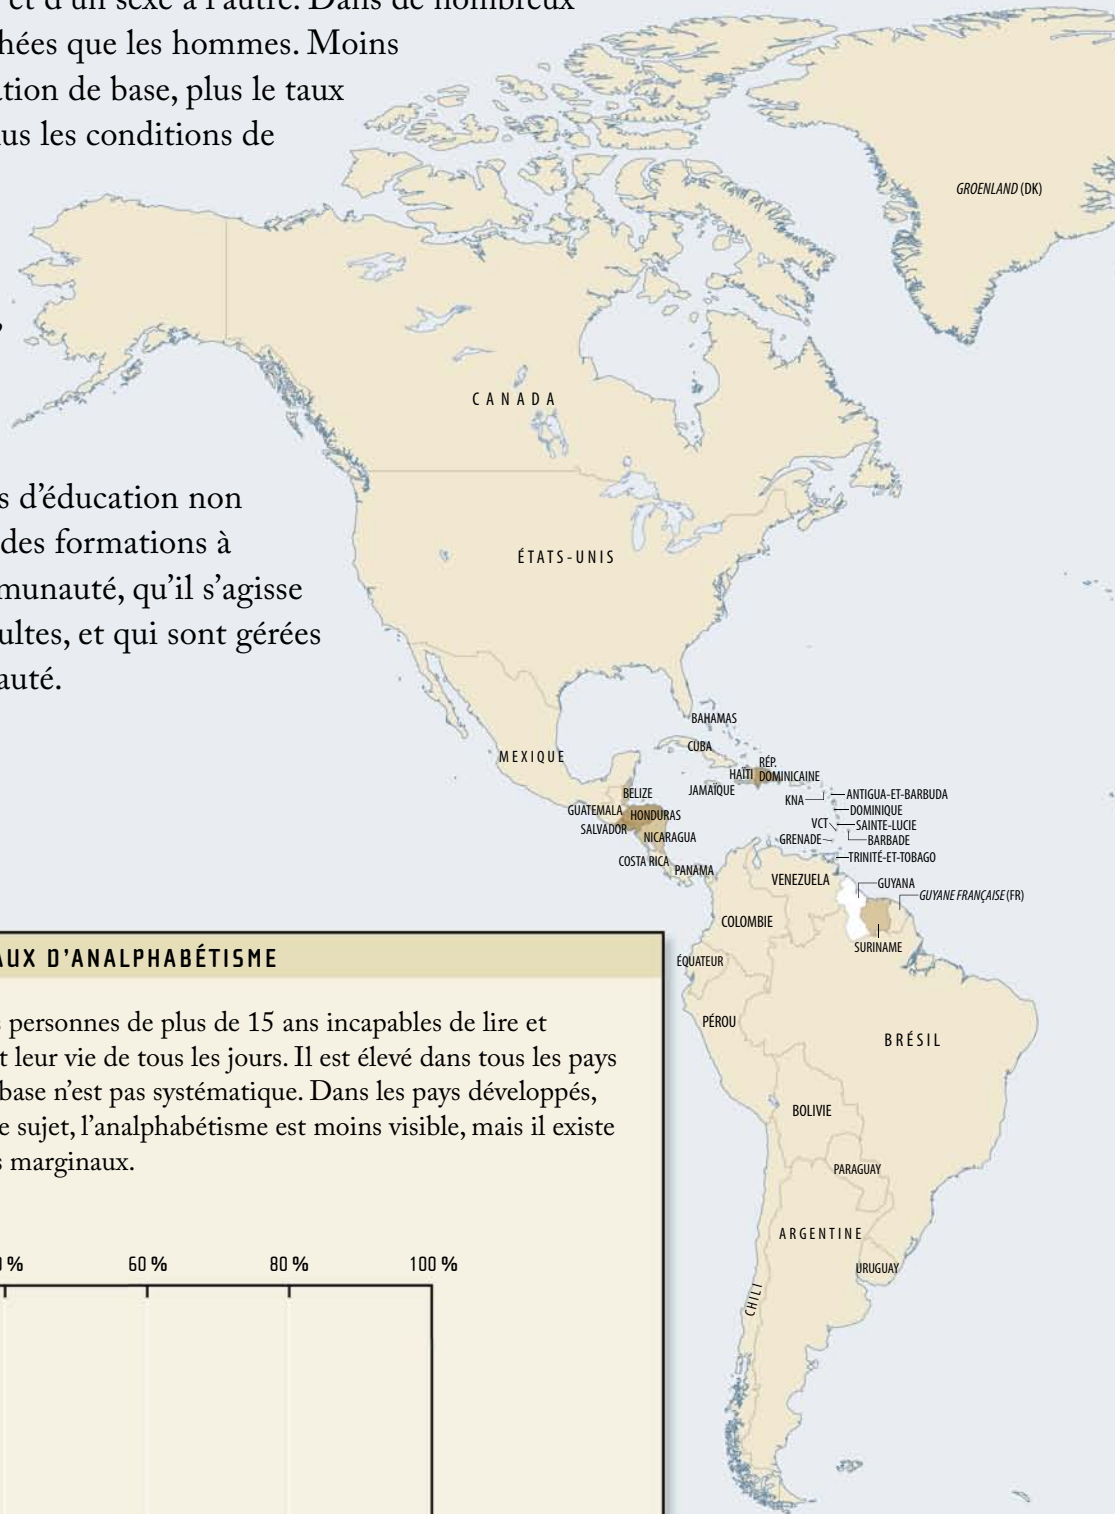 et d'un sexe à l'autre. Dans de nombreux
hées que les hommes. Moins
tion de base, plus le taux
us les conditions de
GROENLAND (DK)
,
CANADA
s d'éducation non
des formations à
munauté, qu'il s'agisse
ultes, et qui sont gérées
auté.
ÉTATS-UNIS
BAHAMAS
CUBA
MEXIQUE
RÉP.
HAÏTI DOMINICAINE
JAMAÏQUE
BELIZE
KNA
ANTIGUA-ET-BARBUDA
GUATEMALA HONDURAS
DOMINIQUE
VCT
SAINTE-LUCIE
SALVADOR
NICARAGUA
GRENADE
BARBADE
COSTA RICA
PANAMA
TRINITÉ-ET-TOBAGO
VENEZUELA
GUYANA
GUYANE FRANÇAISE (FR)
COLOMBIE
SURINAME
ÉQUATEUR
PÉROU
BRÉSIL
BOLIVIE
PARAGUAY
ARGENTINE
URUGUAY
CHILI
AUX D'ANALPHABÉTISME
s personnes de plus de 15 ans incapables de lire et
t leur vie de tous les jours. Il est élevé dans tous les pays
base n'est pas systématique. Dans les pays développés,
e sujet, l'analphabétisme est moins visible, mais il existe
s marginaux.
0 % 60 % 80 % 100 %